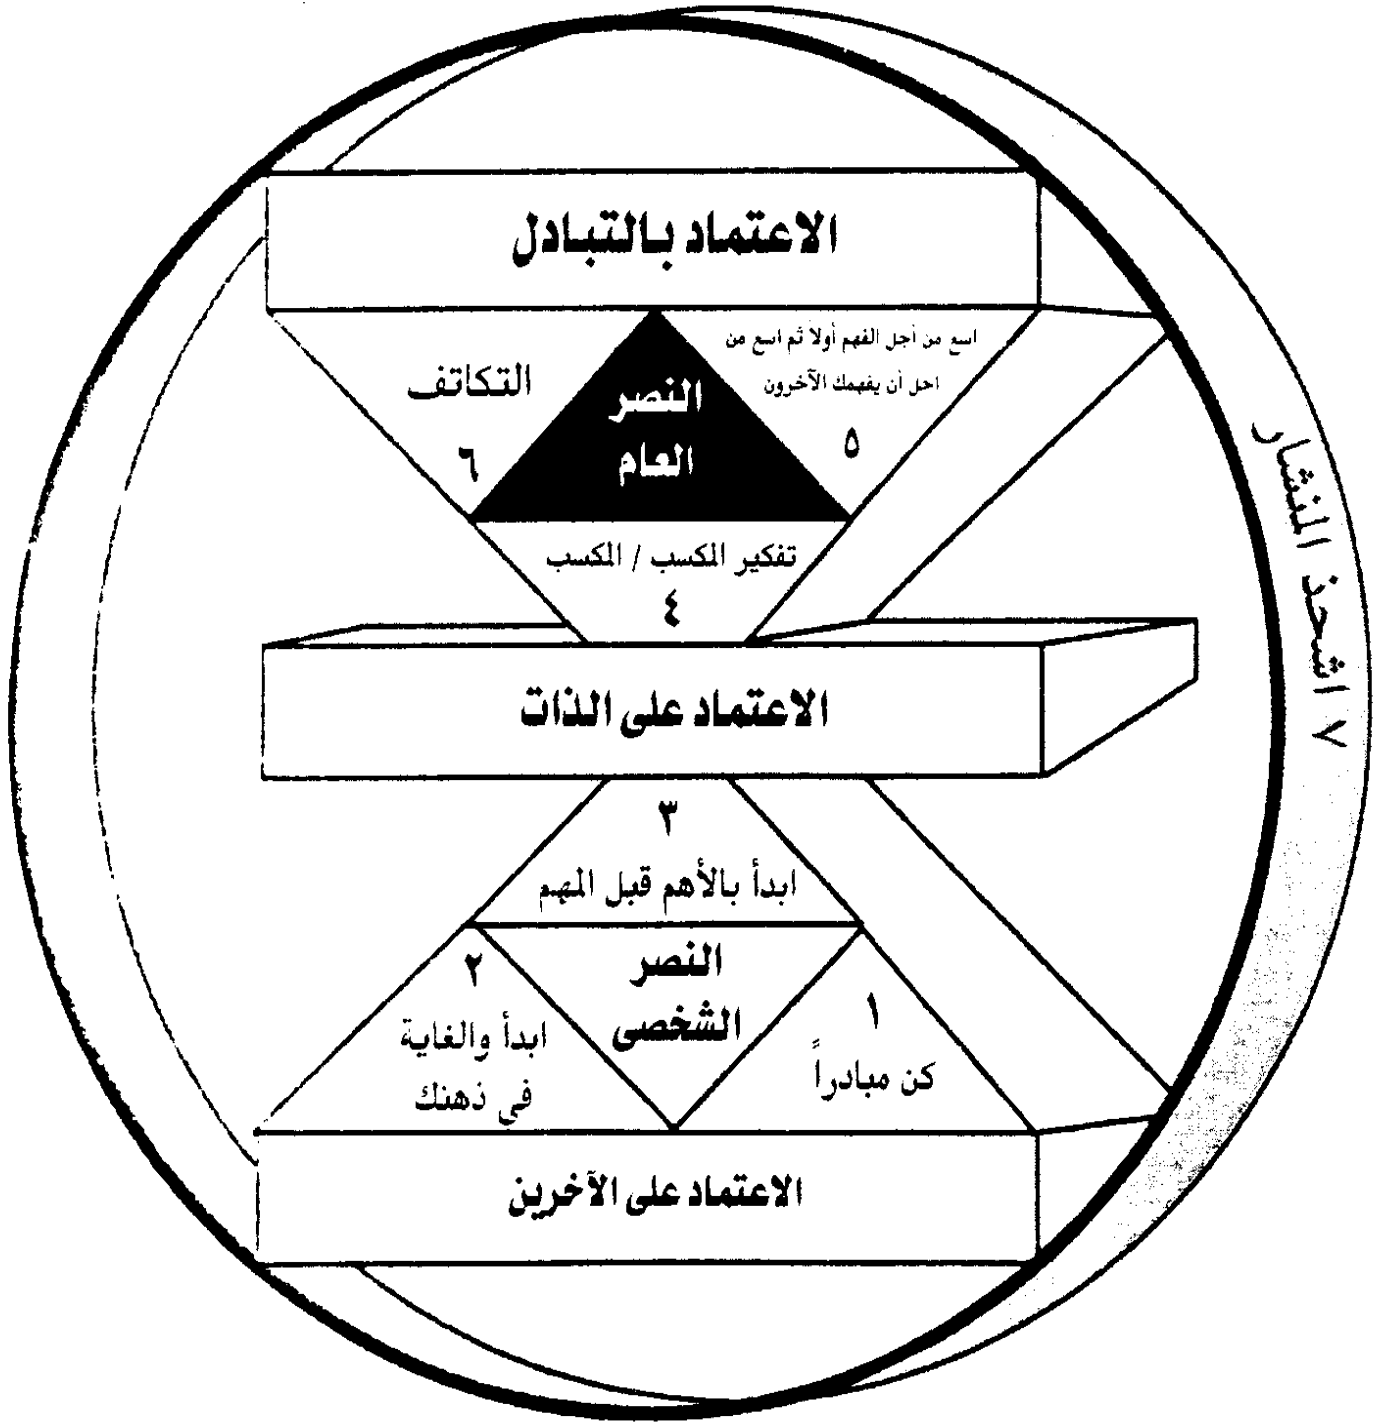 الاعتماد بالتبادل
اسع من أجل الفهم أولاً ثم اسع من
احل أن يفهمك الآخرون
٥
النصر
العام
التكاتف
٦
تفكير المكسب / المكسب
٤
الاعتماد على الذات
٣
ابدأ بالأهم قبل المهم
النصر
الشخصى
١
كن مبادراً
٢
ابدأ والغاية
فى ذهنك
الاعتماد على الآخرين
٧ اشحذ المنشار